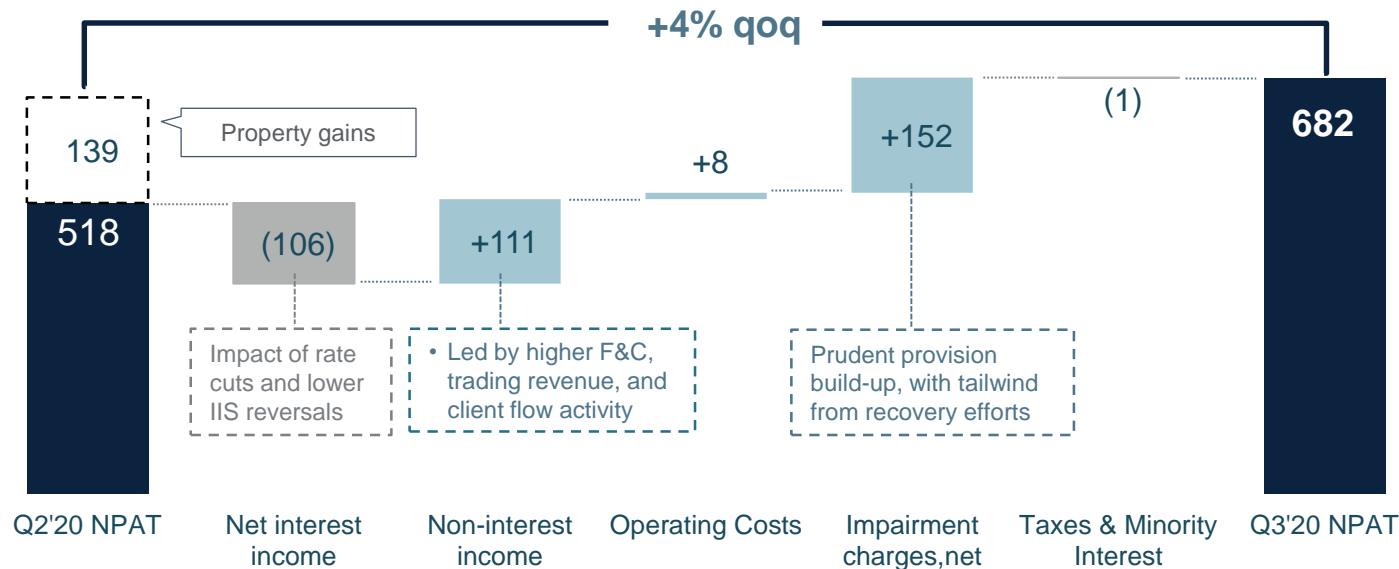 +4% qoq
139
Property gains
518
(106)
+111
+8
+152
(1)
682
Impact of rate
cuts and lower
IIS reversals
• Led by higher F&C,
trading revenue, and
client flow activity
Prudent provision
build-up, with tailwind
from recovery efforts
Q2'20 NPAT
Net interest
income
Non-interest
income
Operating Costs
Impairment
charges,net
Taxes & Minority
Interest
Q3'20 NPAT